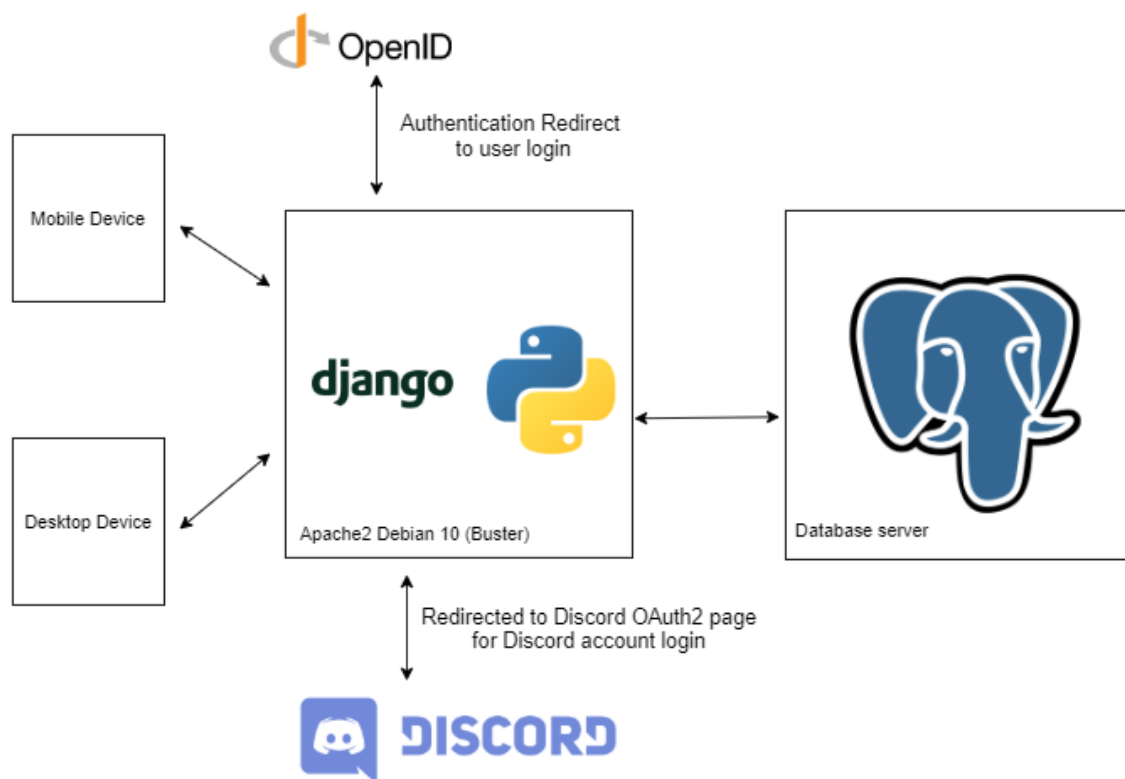 OpenID
Authentication Redirect
to user login
Mobile Device
django
Desktop Device
Apache2 Debian 10 (Buster)
Database server
Redirected to Discord OAuth2 page
for Discord account login
DISCORD